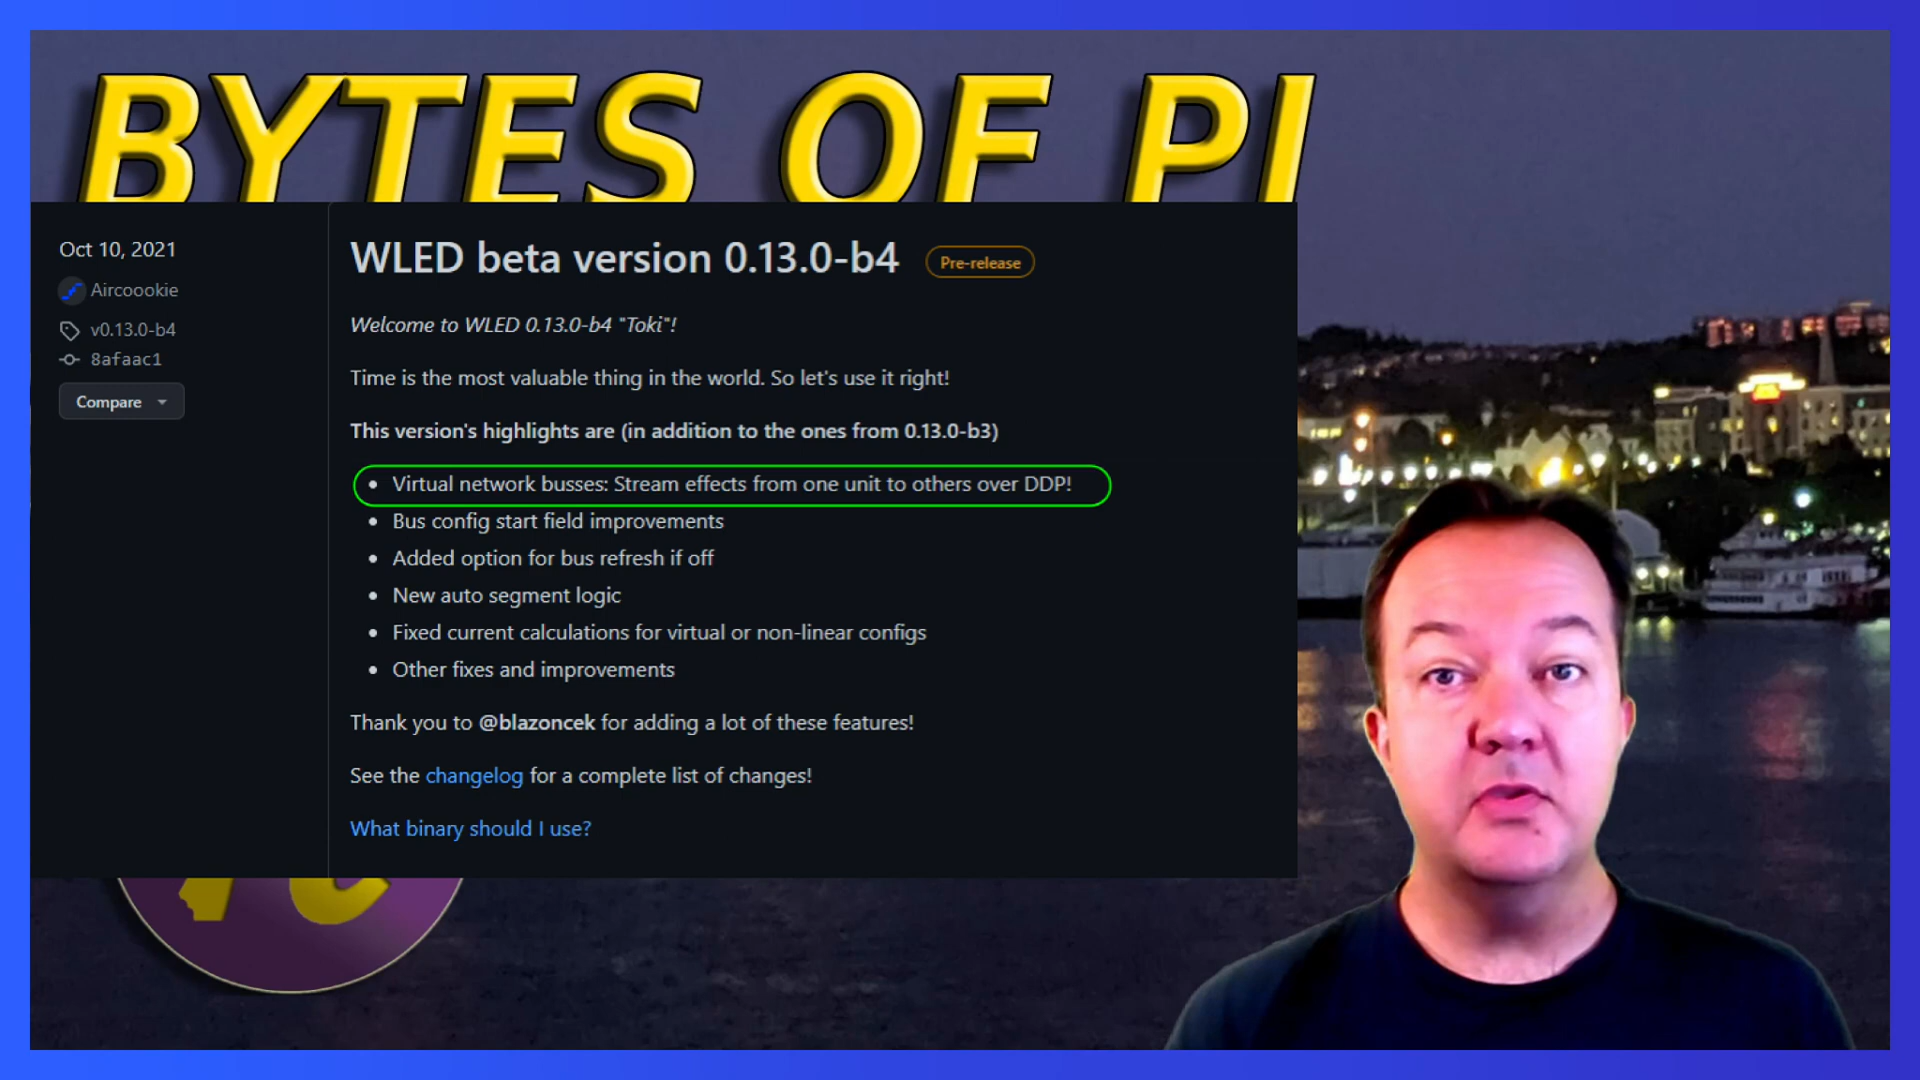 BYTES OF PI
Oct 10, 2021
Aircoookie
v0.13.0-b4
8afaac1
Compare
WLED beta version 0.13.0-b4 Pre-release
Welcome to WLED 0.13.0-b4 "Toki"!
Time is the most valuable thing in the world. So let's use it right!
This version's highlights are (in addition to the ones from 0.13.0-b3)
• Virtual network busses: Stream effects from one unit to others over DDP!
• Bus config start field improvements
• Added option for bus refresh if off
• New auto segment logic
• Fixed current calculations for virtual or non-linear configs
• Other fixes and improvements
Thank you to @blazoncek for adding a lot of these features!
See the changelog for a complete list of changes!
What binary should I use?